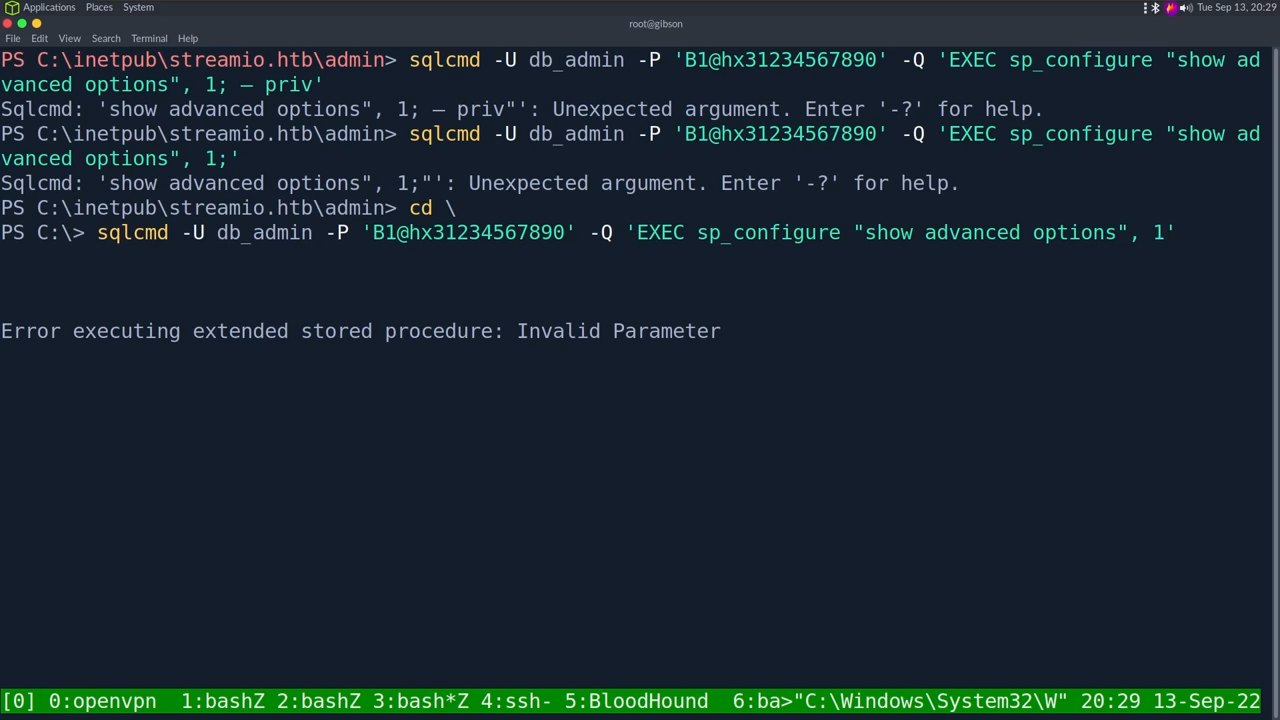 Applications Places System
Tue Sep 13, 20:29
root@gibson
File Edit View Search Terminal Help
PS C:\inetpub\streamio.htb\admin> sqlcmd -U db_admin -P 'B1@hx31234567890' -Q 'EXEC sp_configure "show ad
vanced options", 1; — priv'
Sqlcmd: 'show advanced options", 1; — priv"': Unexpected argument. Enter '-?' for help.
PS C:\inetpub\streamio.htb\admin> sqlcmd -U db_admin -P 'B1@hx31234567890' -Q 'EXEC sp_configure "show ad
vanced options", 1;'
Sqlcmd: 'show advanced options", 1;"': Unexpected argument. Enter '-?' for help.
PS C:\inetpub\streamio.htb\admin> cd \
PS C:\> sqlcmd -U db_admin -P 'B1@hx31234567890' -Q 'EXEC sp_configure "show advanced options", 1'
Error executing extended stored procedure: Invalid Parameter
[0] 0:openvpn 1:bashZ 2:bashZ 3:bash*Z 4:ssh- 5:BloodHound 6:ba>"C:\Windows\System32\W" 20:29 13-Sep-22